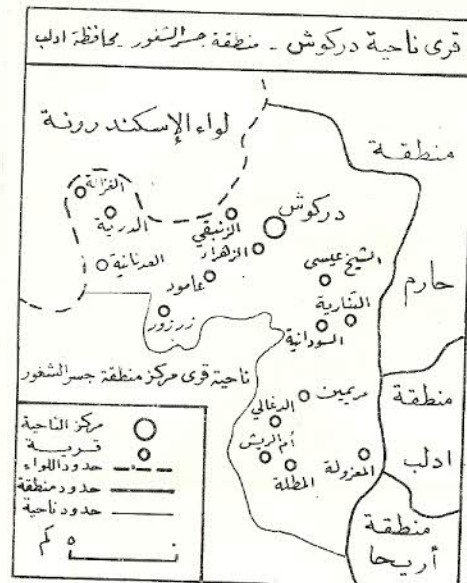 قرى ناحية دركوش - منطقة جسر الشغور محافظة ادلب
لواء الإسكندرونة
منطقة
حارم
الغزالة
الدرية
العدنانية
الزنبقي
دركوش
الزهراء
عامود
زرزور
الشيخ عيسى
التنارية
السودانية
ناحية قرى مركز منطقة جسر الشغور
مريمين
الدغالي
أم الريش
المطلة
المعزولة
منطقة
ادلب
منطقة
أريحا
مركز الناحية
قرية
حدود اللواء
حدود منطقة
حدود ناحية
٥ كم